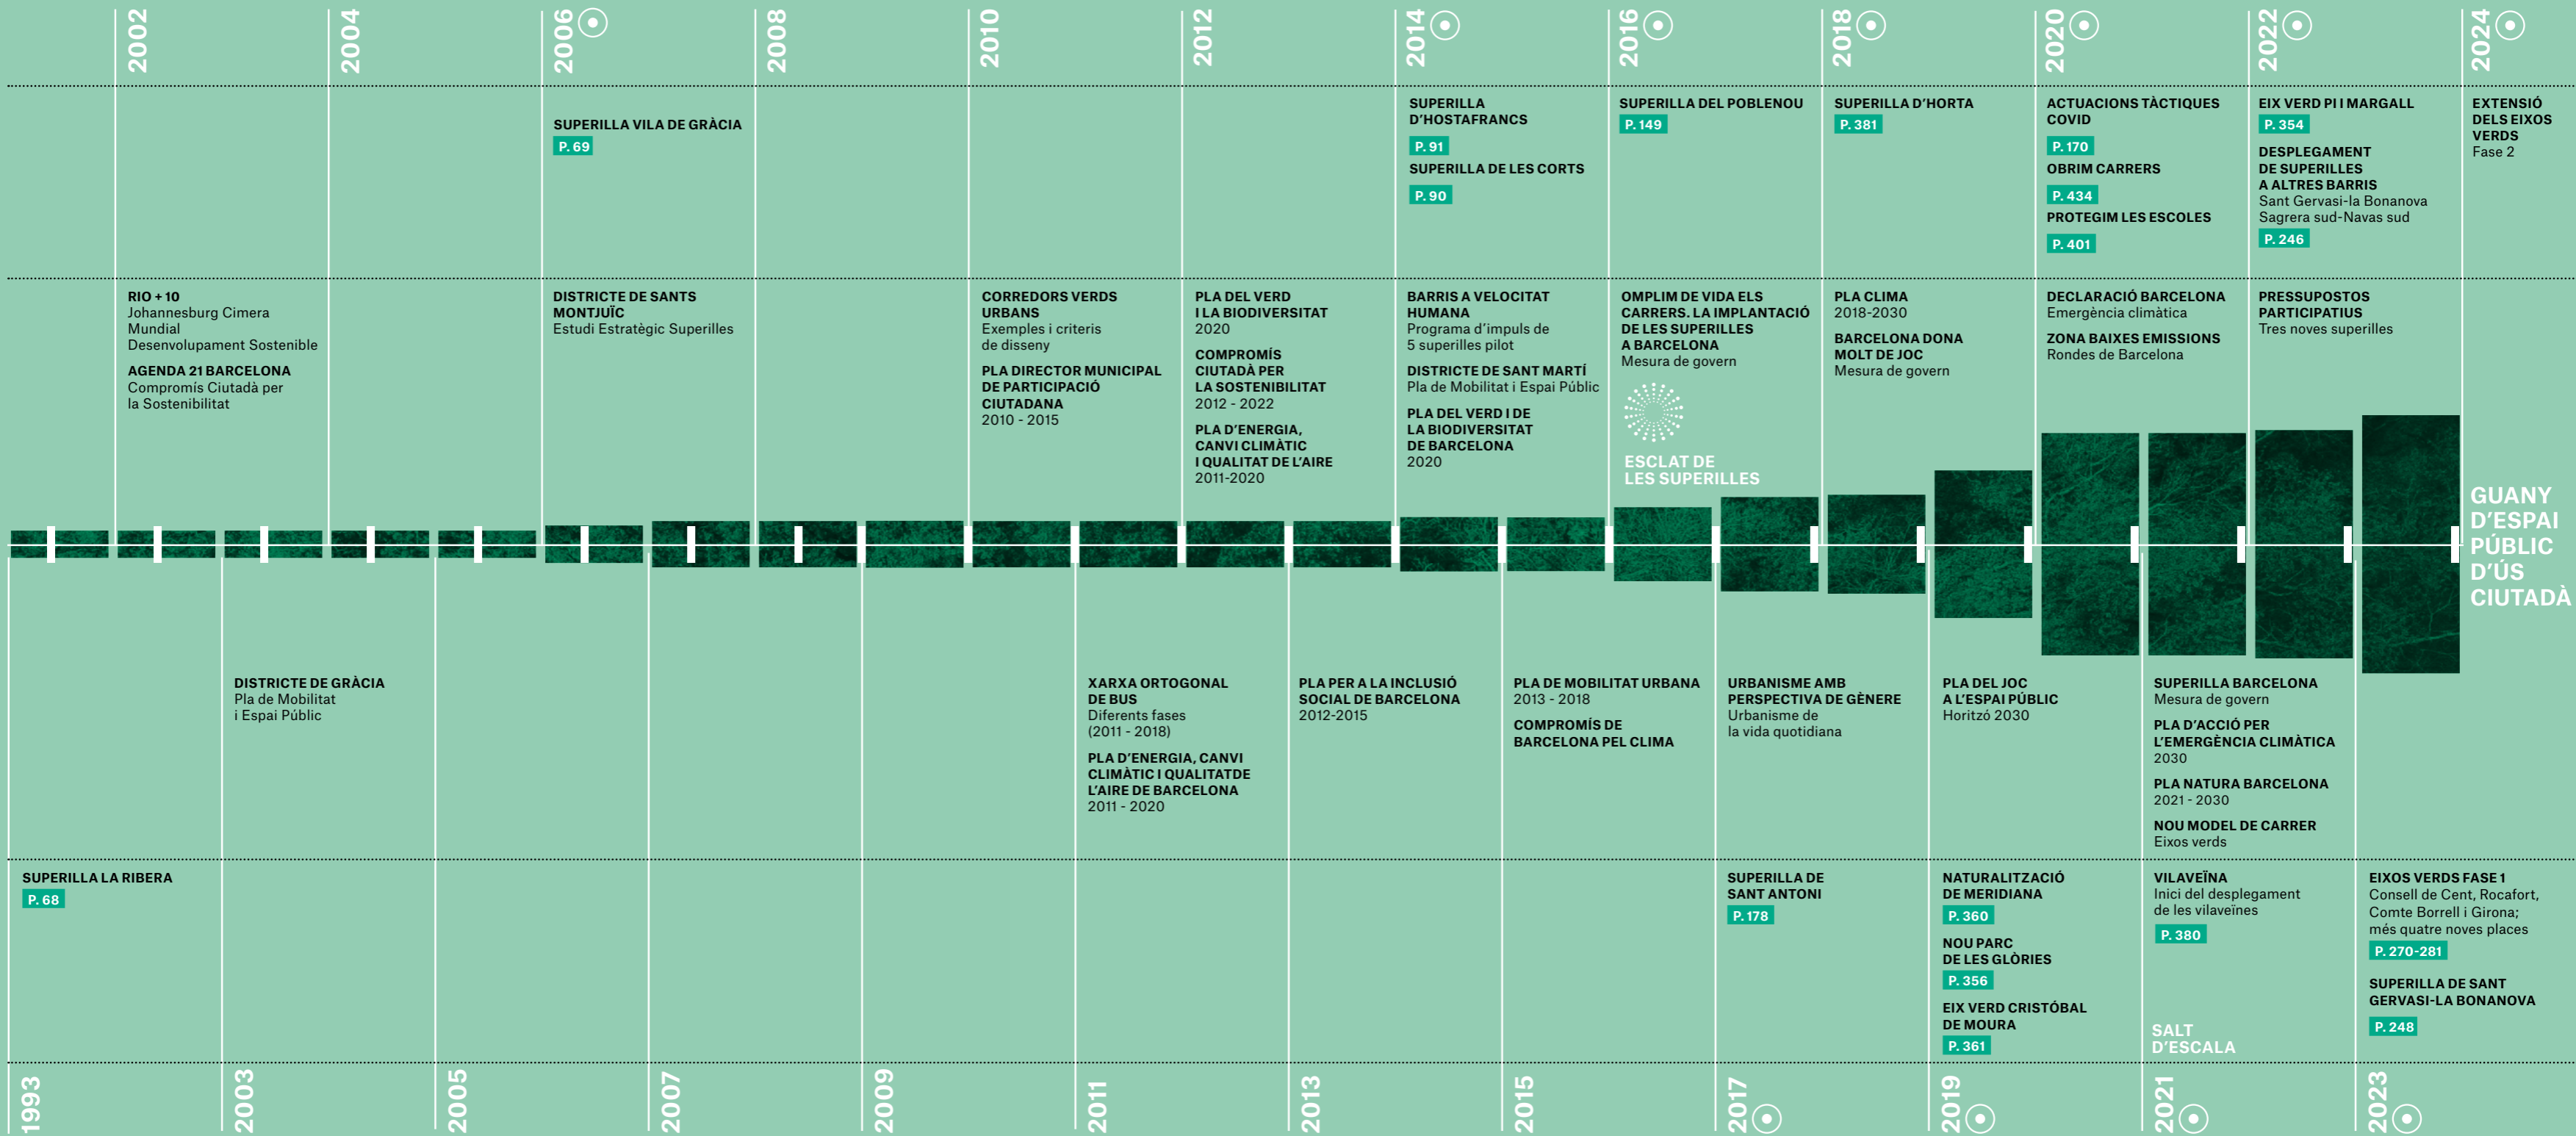 2002
2004
2006
2008
2010
2012
2014
2016
2018
2020
2022
2024
SUPERILLA VILA DE GRÀCIA
P. 69
SUPERILLA
D'HOSTAFRANCS
P. 91
SUPERILLA DE LES CORTS
P. 90
SUPERILLA DEL POBLENOU
P. 149
SUPERILLA D'HORTA
P. 381
ACTUACIONS TÀCTIQUES
COVID
P. 170
OBRIM CARRERS
P. 434
PROTEGIM LES ESCOLES
P. 401
EIX VERD PI I MARGALL
P. 354
DESPLEGAMENT
DE SUPERILLES
A ALTRES BARRIS
Sant Gervasi-la Bonanova
Sagrera sud-Navas sud
P. 246
EXTENSIÓ
DELS EIXOS
VERDS
Fase 2
RIO + 10
Johannesburg Cimera
Mundial
Desenvolupament Sostenible
AGENDA 21 BARCELONA
Compromís Ciutadà per
la Sostenibilitat
DISTRICTE DE SANTS
MONTJUÏC
Estudi Estratègic Superilles
CORREDORS VERDS
URBANS
Exemples i criteris
de disseny
PLA DIRECTOR MUNICIPAL
DE PARTICIPACIÓ
CIUTADANA
2010 - 2015
PLA DEL VERD
I LA BIODIVERSITAT
2020
COMPROMÍS
CIUTADÀ PER
LA SOSTENIBILITAT
2012 - 2022
PLA D'ENERGIA,
CANVI CLIMÀTIC
I QUALITAT DE L'AIRE
2011-2020
BARRIS A VELOCITAT
HUMANA
Programa d'impuls de
5 superilles pilot
DISTRICTE DE SANT MARTÍ
Pla de Mobilitat i Espai Públic
PLA DEL VERD I DE
LA BIODIVERSITAT
DE BARCELONA
2020
OMPLIM DE VIDA ELS
CARRERS. LA IMPLANTACIÓ
DE LES SUPERILLES
A BARCELONA
Mesura de govern
ESCLAT DE
LES SUPERILLES
PLA CLIMA
2018-2030
BARCELONA DONA
MOLT DE JOC
Mesura de govern
DECLARACIÓ BARCELONA
Emergència climàtica
ZONA BAIXES EMISSIONS
Rondes de Barcelona
PRESSUPOSTOS
PARTICIPATIUS
Tres noves superilles
GUANY
D'ESPAI
PÚBLIC
D'ÚS
CIUTADÀ
DISTRICTE DE GRÀCIA
Pla de Mobilitat
i Espai Públic
XARXA ORTOGONAL
DE BUS
Diferents fases
(2011 - 2018)
PLA D'ENERGIA, CANVI
CLIMÀTIC I QUALITATDE
L'AIRE DE BARCELONA
2011 - 2020
PLA PER A LA INCLUSIÓ
SOCIAL DE BARCELONA
2012-2015
PLA DE MOBILITAT URBANA
2013 - 2018
COMPROMÍS DE
BARCELONA PEL CLIMA
URBANISME AMB
PERSPECTIVA DE GÈNERE
Urbanisme de
la vida quotidiana
PLA DEL JOC
A L'ESPAI PÚBLIC
Horitzó 2030
SUPERILLA BARCELONA
Mesura de govern
PLA D'ACCIÓ PER
L'EMERGÈNCIA CLIMÀTICA
2030
PLA NATURA BARCELONA
2021 - 2030
NOU MODEL DE CARRER
Eixos verds
SUPERILLA LA RIBERA
P. 68
SUPERILLA DE
SANT ANTONI
P. 178
NATURALITZACIÓ
DE MERIDIANA
P. 360
NOU PARC
DE LES GLÒRIES
P. 356
EIX VERD CRISTÓBAL
DE MOURA
P. 361
VILAVEÏNA
Inici del desplegament
de les vilaveïnes
P. 380
SALT
D'ESCALA
EIXOS VERDS FASE 1
Consell de Cent, Rocafort,
Comte Borrell i Girona;
més quatre noves places
P. 270-281
SUPERILLA DE SANT
GERVASI-LA BONANOVA
P. 248
1993
2003
2005
2007
2009
2011
2013
2015
2017
2019
2021
2023